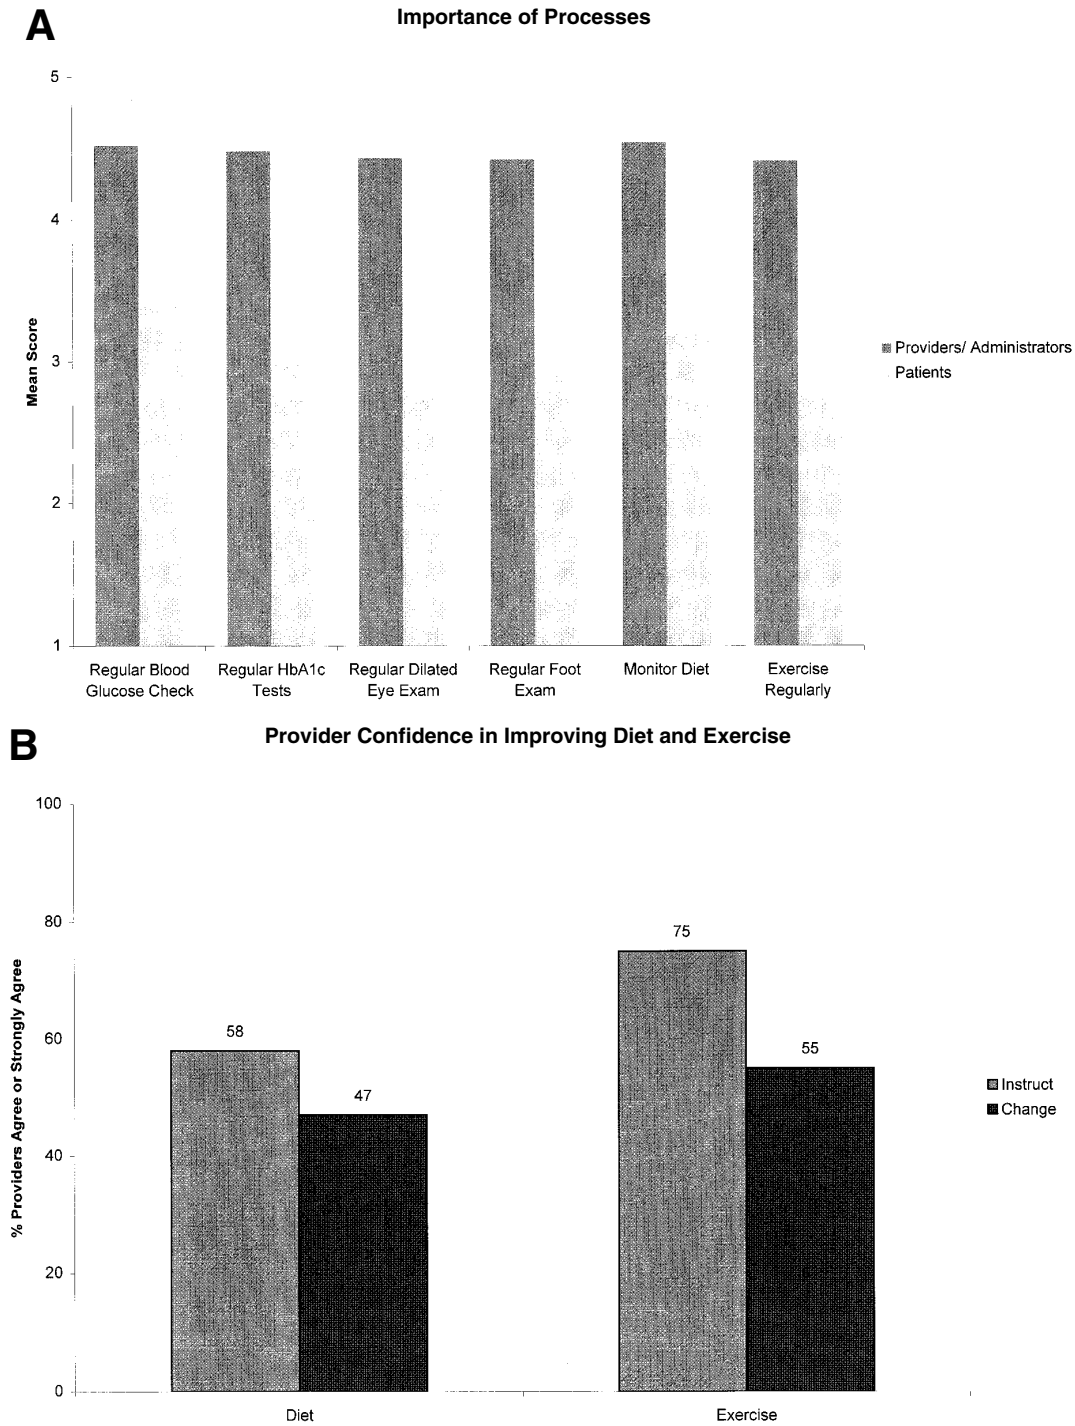 A
Importance of Processes
5
4
3
2
1
Mean Score
Regular Blood
Glucose Check
Regular HbA1c
Tests
Regular Dilated
Eye Exam
Regular Foot
Exam
Monitor Diet
Exercise
Regularly
Providers/ Administrators
Patients
B
Provider Confidence in Improving Diet and Exercise
100
80
60
40
20
0
% Providers Agree or Strongly Agree
58
47
75
55
Diet
Exercise
Instruct
Change